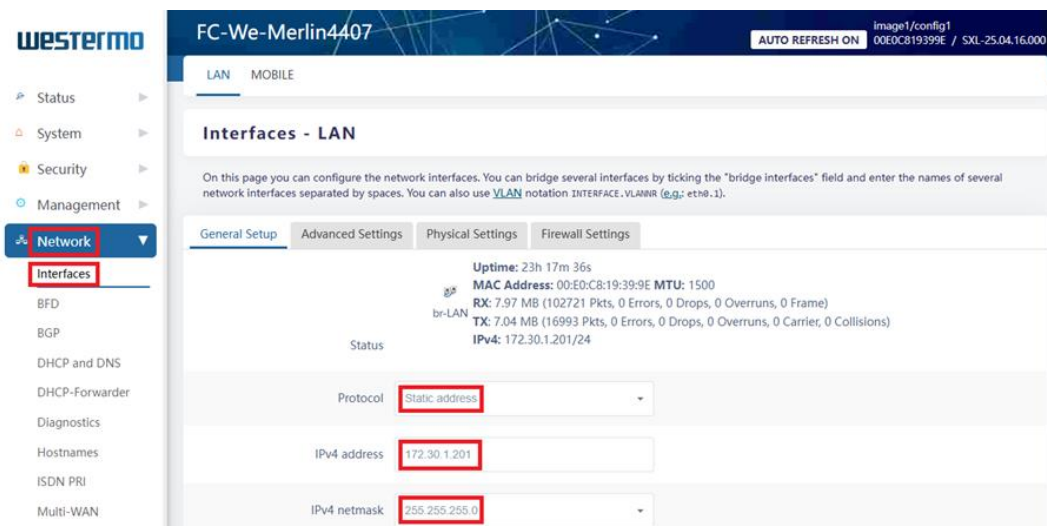 westermo
FC-We-Merlin4407
AUTO REFRESH ON
image1/config1
00E0C819399E / SXL-25.04.16.000
LAN MOBILE
Status
System
Security
Management
Network
Interfaces
BFD
BGP
DHCP and DNS
DHCP-Forwarder
Diagnostics
Hostnames
ISDN PRI
Multi-WAN
Interfaces - LAN
On this page you can configure the network interfaces. You can bridge several interfaces by ticking the "bridge interfaces" field and enter the names of several
network interfaces separated by spaces. You can also use VLAN notation INTERFACE.VLANNR (e.g.: eth0.1).
General Setup Advanced Settings Physical Settings Firewall Settings
Status
br-LAN
Uptime: 23h 17m 36s
MAC Address: 00:E0:C8:19:39:9E MTU: 1500
RX: 7.97 MB (102721 Pkts, 0 Errors, 0 Drops, 0 Overruns, 0 Frame)
TX: 7.04 MB (16993 Pkts, 0 Errors, 0 Drops, 0 Overruns, 0 Carrier, 0 Collisions)
IPv4: 172.30.1.201/24
Protocol Static address
IPv4 address 172.30.1.201
IPv4 netmask 255.255.255.0